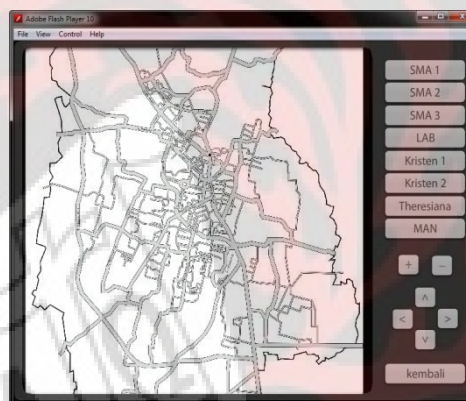 Adobe Flash Player 10
File View Control Help
SMA 1
SMA 2
SMA 3
LAB
Kristen 1
Kristen 2
Theresiana
MAN
+ −
^
< >
v
kembali